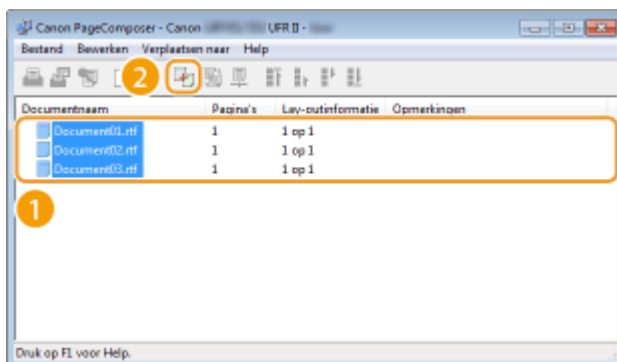 Canon PageComposer - Canon UFR II -
Bestand Bewerken Verplaatsen naar Help
2
Documentnaam Pagina's Lay-outinformatie Opmerkingen
Document01.rtf 1 1 op 1
Document02.rtf 1 1 op 1
Document03.rtf 1 1 op 1
1
Druk op F1 voor Help.